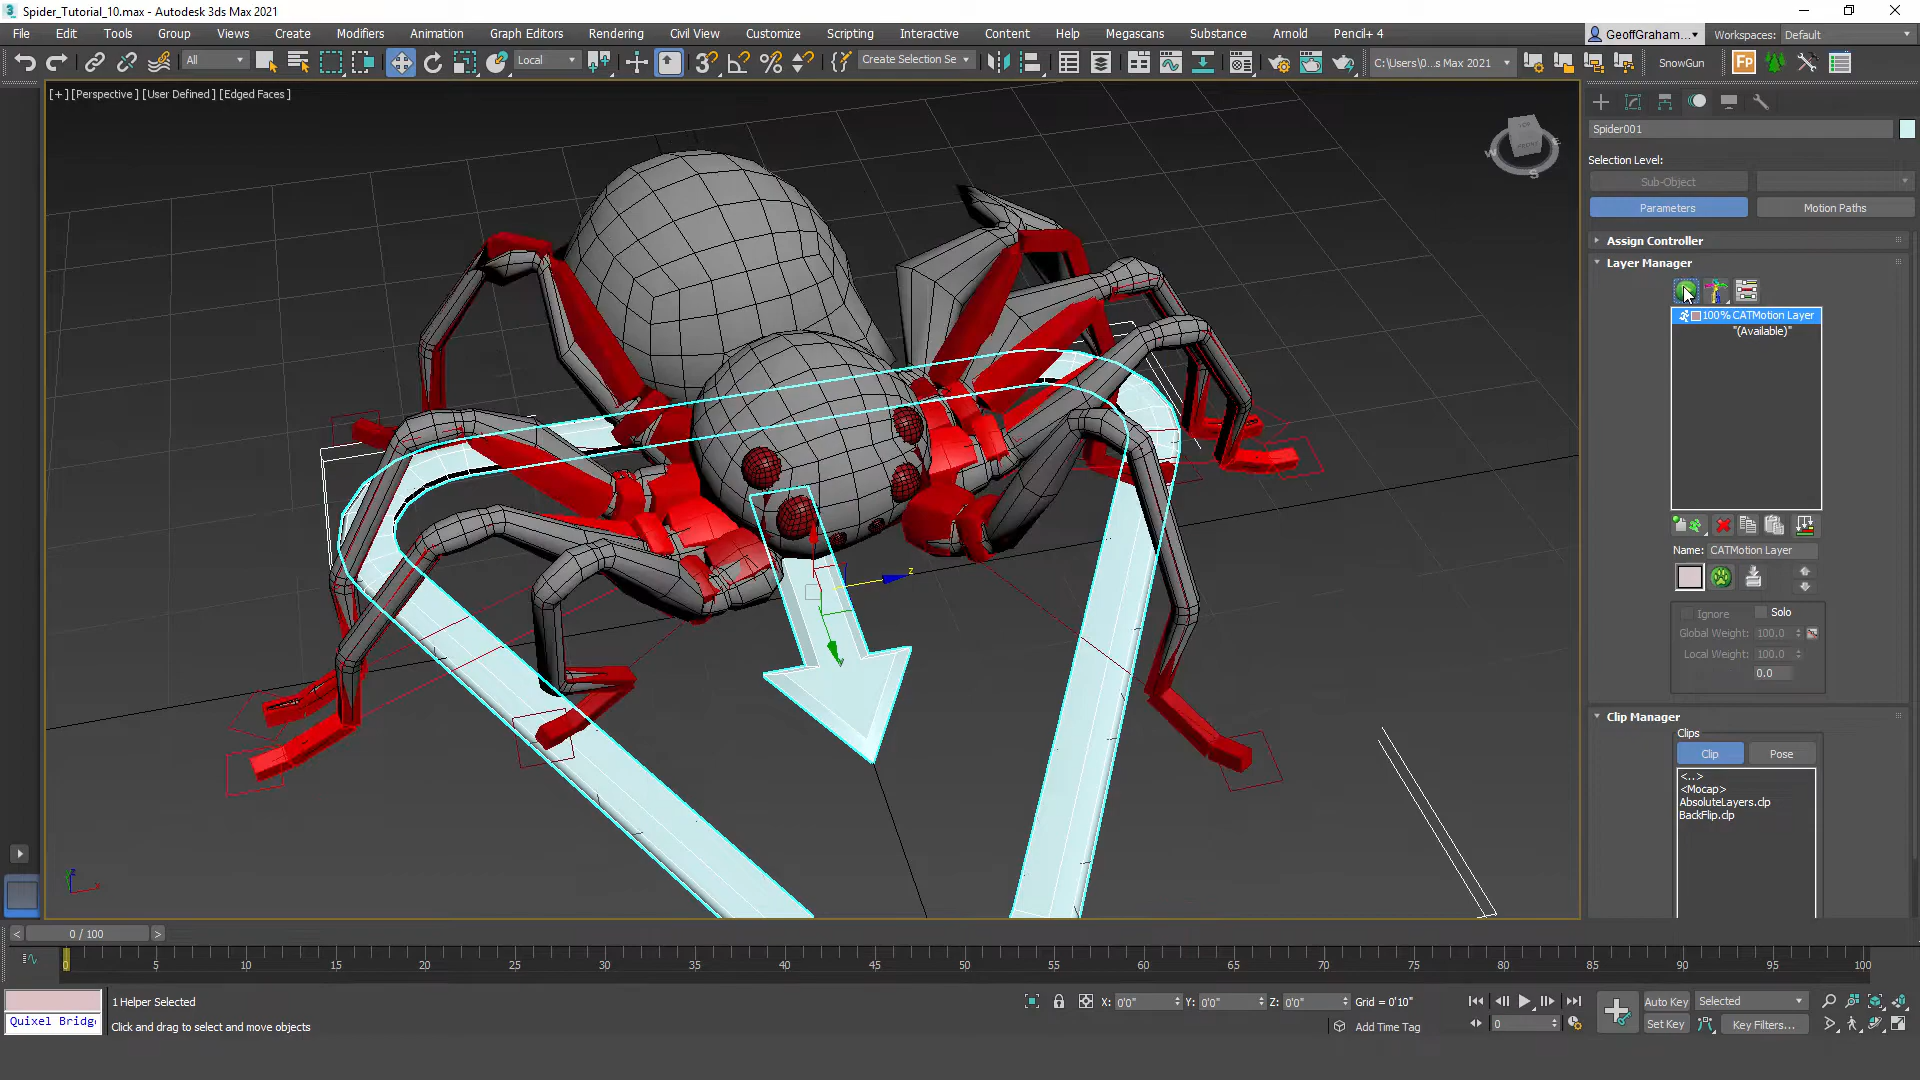 Spider_Tutorial_10.max - Autodesk 3ds Max 2021
File Edit Tools Group Views Create Modifiers Animation Graph Editors Rendering Civil View Customize Scripting Interactive Content Help Megascans Substance Arnold Pencil+ 4
GeoffGraham... Workspaces: Default
All Local Create Selection Se C:\Users\0...s Max 2021 SnowGun
[+] [Perspective] [User Defined] [Edged Faces]
Spider001
Selection Level:
Sub-Object
Parameters Motion Paths
Assign Controller
Layer Manager
100% CATMotion Layer
"(Available)"
Name: CATMotion Layer
Ignore Solo
Global Weight: 100.0
Local Weight: 100.0
0.0
Clip Manager
Clips
Clip Pose
<..>
<Mocap>
AbsoluteLayers.clp
BackFlip.clp
z
0 / 100
0 5 10 15 20 25 30 35 40 45 50 55 60 65 70 75 80 85 90 95 100
1 Helper Selected
X: 0'0" Y: 0'0" Z: 0'0" Grid = 0'10"
Auto Key Selected
Quixel Bridg
Click and drag to select and move objects
Add Time Tag
0
Set Key Key Filters...